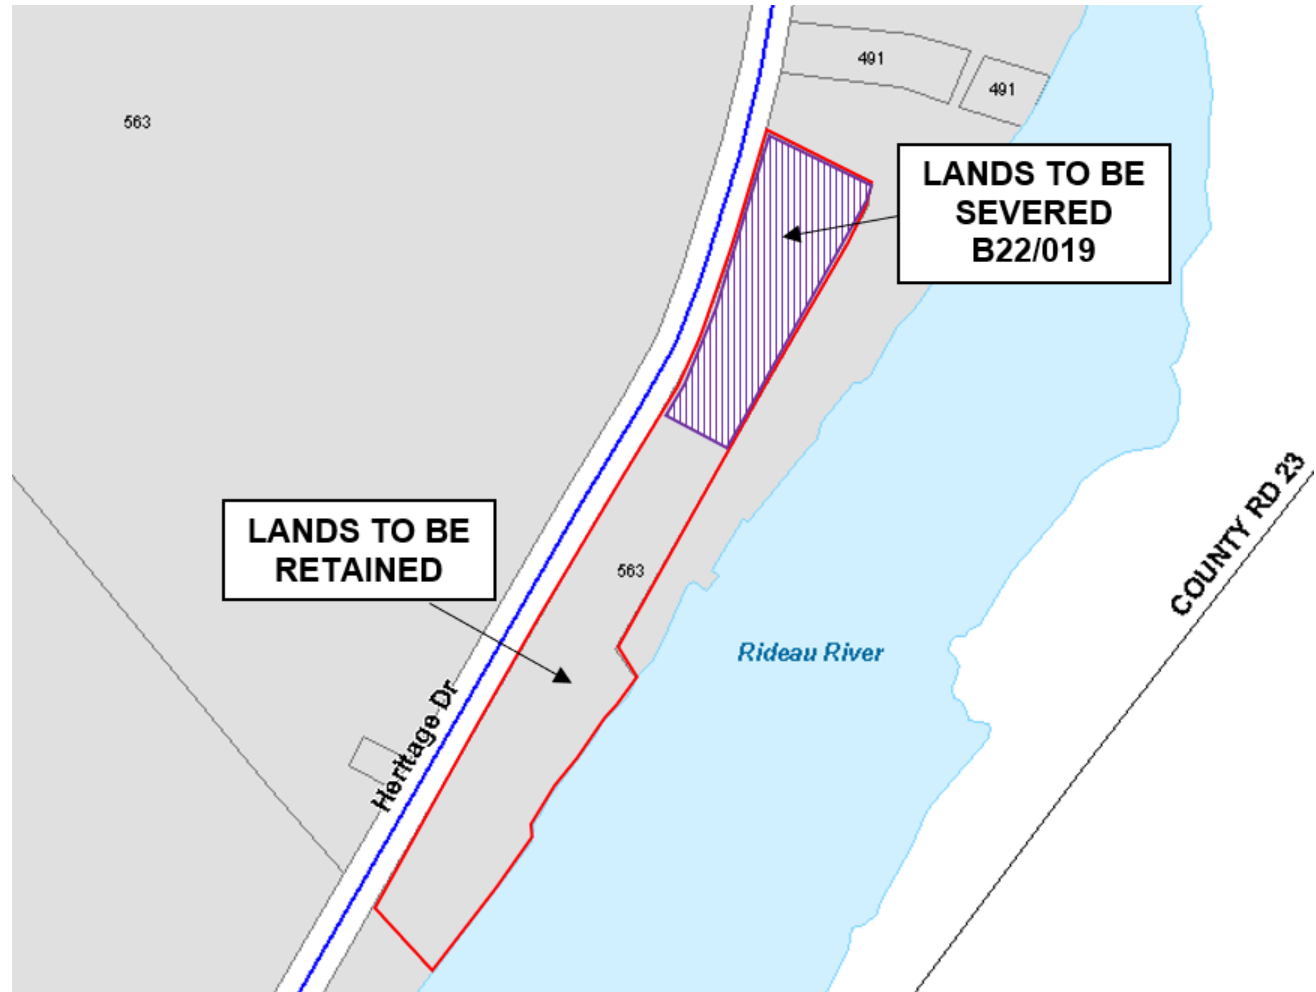 491
491
563
LANDS TO BE
SEVERED
B22/019
COUNTY RD 23
LANDS TO BE
RETAINED
563
Rideau River
Heritage Dr